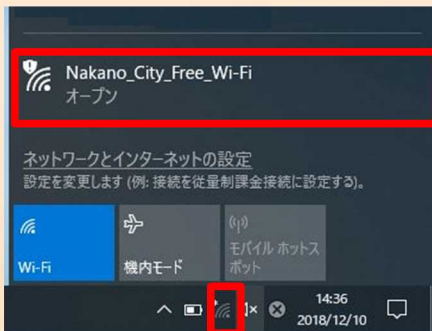 Nakano_City_Free_Wi-Fi
オープン
ネットワークとインターネットの設定
設定を変更します (例: 接続を従量制課金接続に設定する)。
Wi-Fi
機内モード
モバイル ホットス
ポット
14:36
2018/12/10